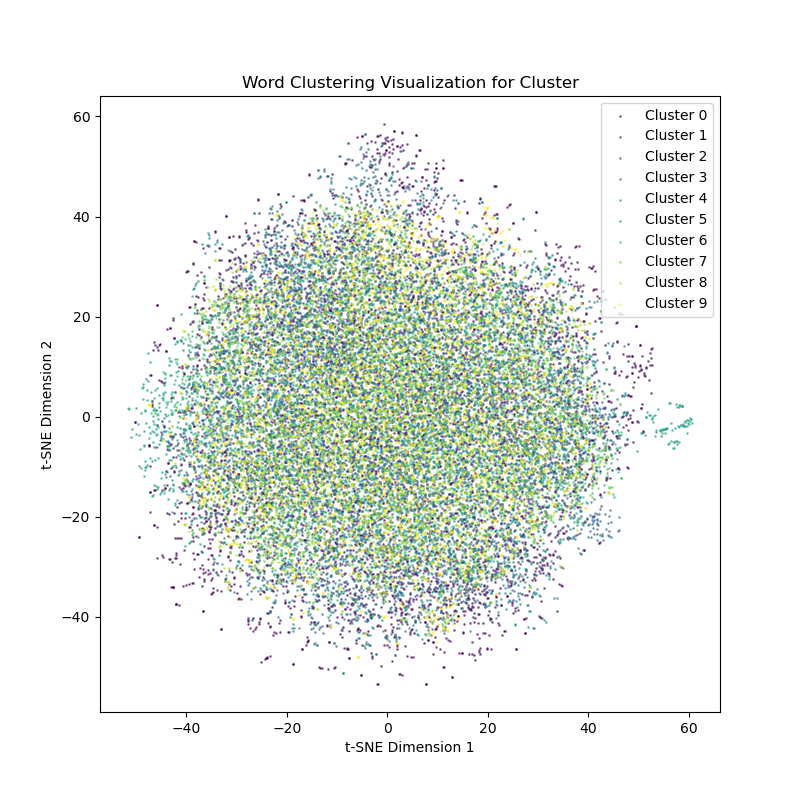 Word Clustering Visualization for Cluster
Cluster 0
Cluster 1
Cluster 2
Cluster 3
Cluster 4
Cluster 5
Cluster 6
Cluster 7
Cluster 8
Cluster 9
60
40
20
0
−20
−40
t-SNE Dimension 2
−40 −20 0 20 40 60
t-SNE Dimension 1